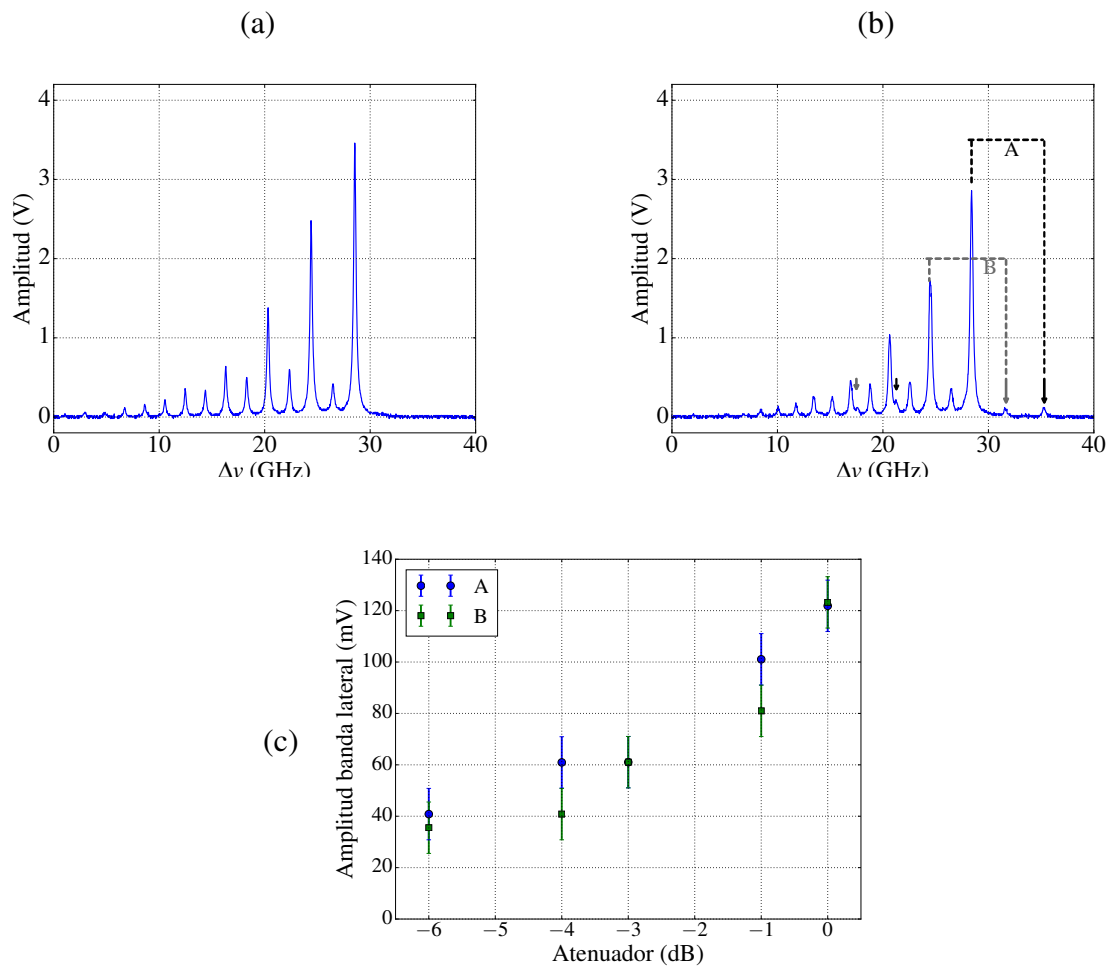 (a)
(b)
4
3
2
1
0
0 10 20 30 40
Amplitud (V)
Δν (GHz)
4
3
2
1
0
0 10 20 30 40
Amplitud (V)
Δν (GHz)
A
B
(c)
140
120
100
80
60
40
20
0
−6 −5 −4 −3 −2 −1 0
Amplitud banda lateral (mV)
Atenuador (dB)
A
B